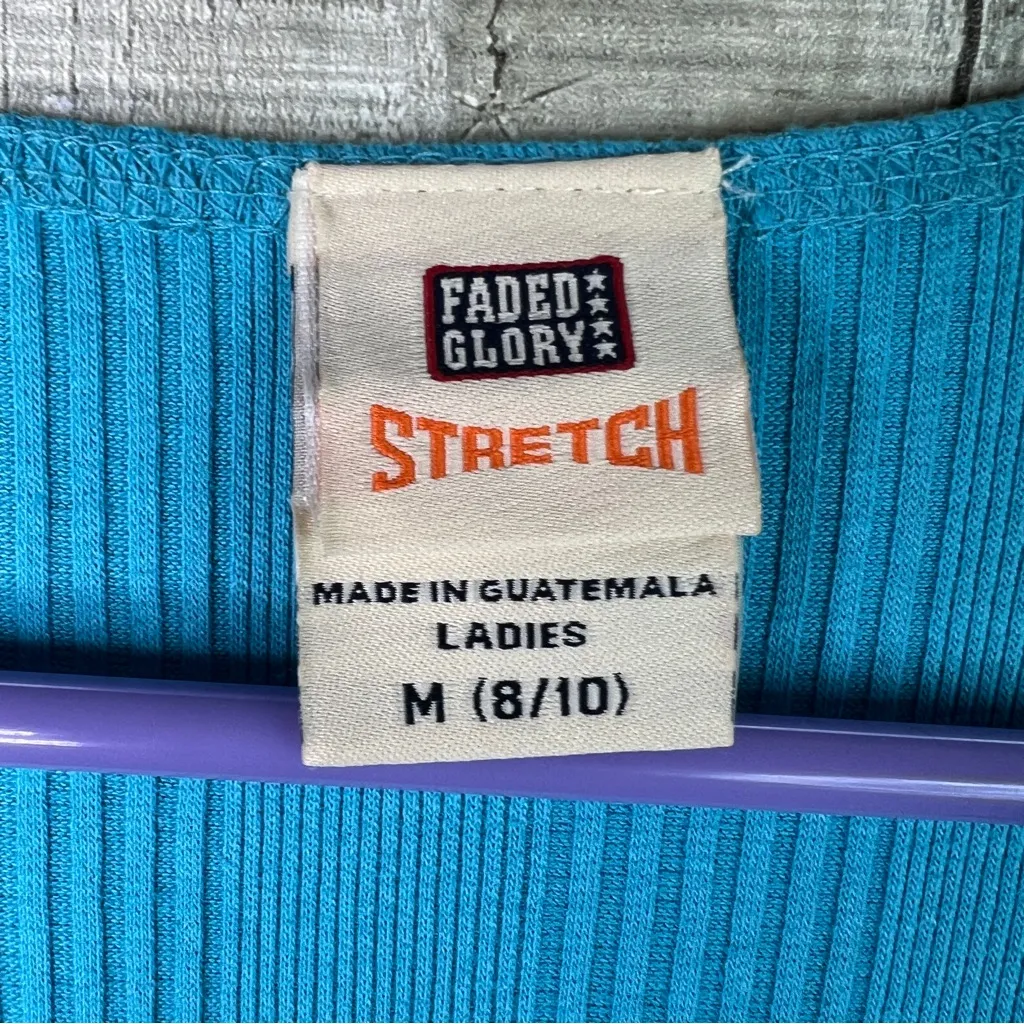 FADED
GLORY
STRETCH
MADE IN GUATEMALA
LADIES
M (8/10)